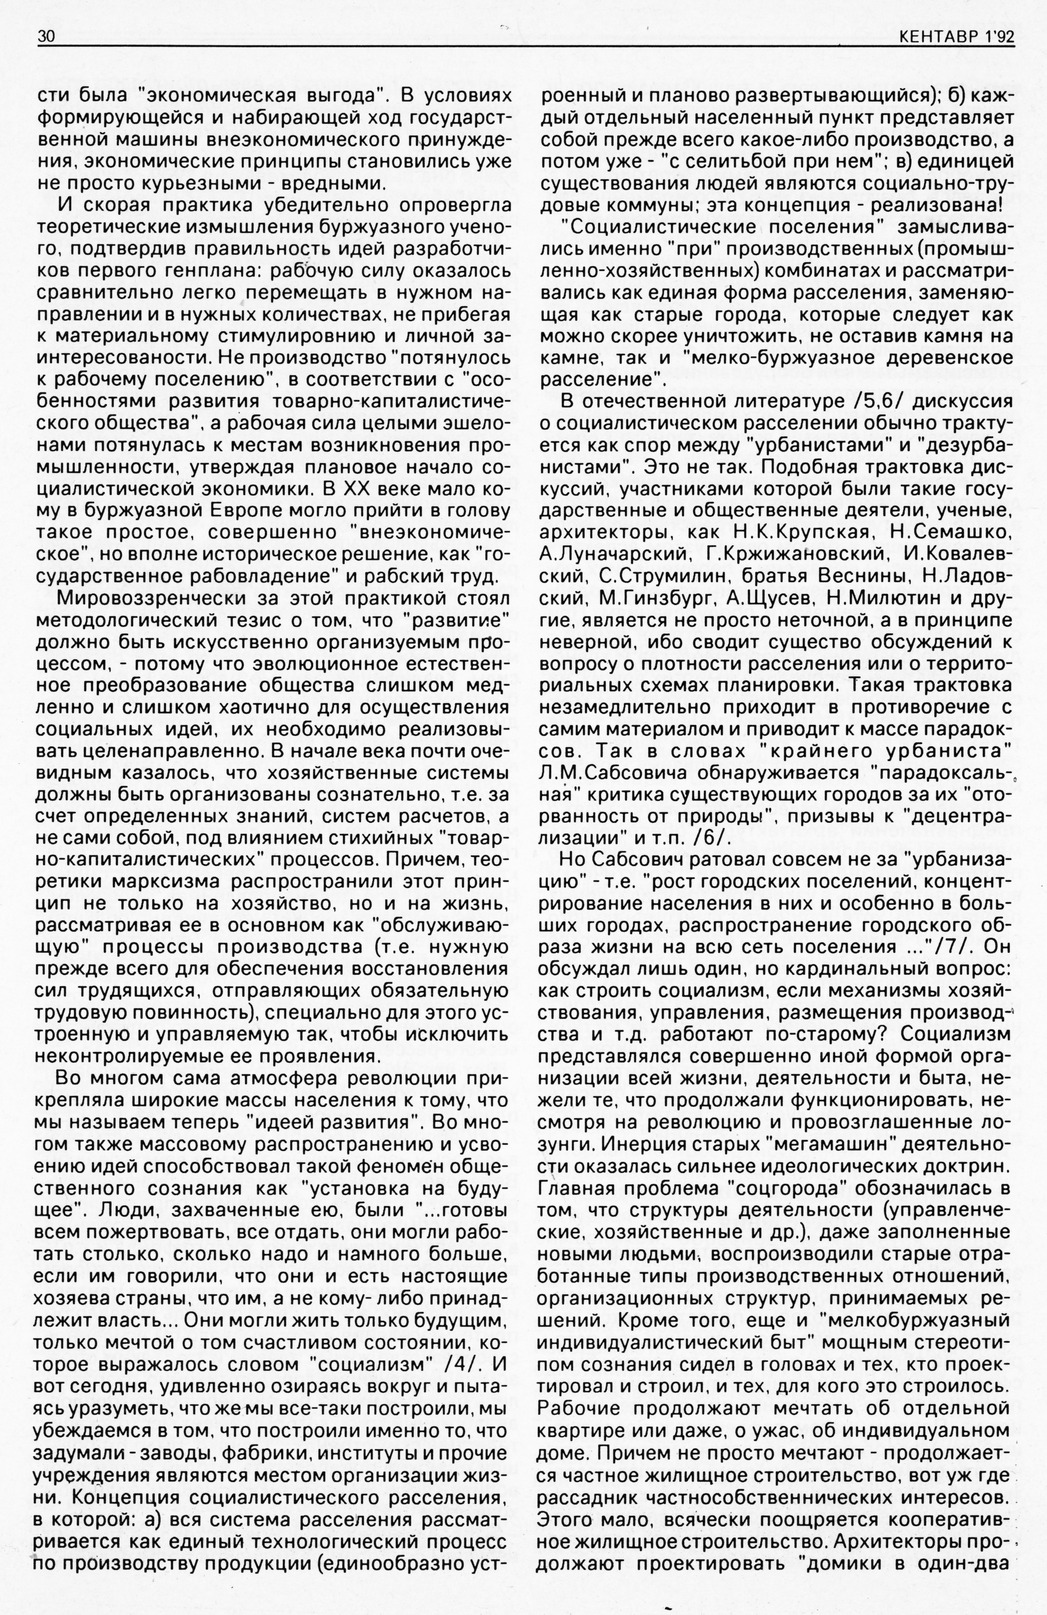 30
КЕНТАВР 1'92
сти была "экономическая выгода". В условиях
формирующейся и набирающей ход государст-
венной машины внеэкономического принужде-
ния, экономические принципы становились уже
не просто курьезными - вредными.
И скорая практика убедительно опровергла
теоретические измышления буржуазного учено-
го, подтвердив правильность идей разработчи-
ков первого генплана: рабочую силу оказалось
сравнительно легко перемещать в нужном на-
правлении и в нужных количествах, не прибегая
к материальному стимулировнию и личной за-
интересованости. Не производство "потянулось
к рабочему поселению", в соответствии с "осо-
бенностями развития товарно-капиталистиче-
ского общества", а рабочая сила целыми эшело-
нами потянулась к местам возникновения про-
мышленности, утверждая плановое начало со-
циалистической экономики. В XX веке мало ко-
му в буржуазной Европе могло прийти в голову
такое простое, совершенно "внеэкономиче-
ское", но вполне историческое решение, как "го-
сударственное рабовладение" и рабский труд.
Мировоззренчески за этой практикой стоял
методологический тезис о том, что "развитие"
должно быть искусственно организуемым про-
цессом, - потому что эволюционное естествен-
ное преобразование общества слишком мед-
ленно и слишком хаотично для осуществления
социальных идей, их необходимо реализовы-
вать целенаправленно. В начале века почти оче-
видным казалось, что хозяйственные системы
должны быть организованы сознательно, т.е. за
счет определенных знаний, систем расчетов, а
не сами собой, под влиянием стихийных "товар-
но-капиталистических" процессов. Причем, тео-
ретики марксизма распространили этот прин-
цип не только на хозяйство, но и на жизнь,
рассматривая ее в основном как "обслуживаю-
щую" процессы производства (т.е. нужную
прежде всего для обеспечения восстановления
сил трудящихся, отправляющих обязательную
трудовую повинность), специально для этого ус-
троенную и управляемую так, чтобы исключить
неконтролируемые ее проявления.
Во многом сама атмосфера революции при-
крепляла широкие массы населения к тому, что
мы называем теперь "идеей развития". Во мно-
гом также массовому распространению и усво-
ению идей способствовал такой феномен обще-
ственного сознания как "установка на буду-
щее". Люди, захваченные ею, были "...готовы
всем пожертвовать, все отдать, они могли рабо-
тать столько, сколько надо и намного больше,
если им говорили, что они и есть настоящие
хозяева страны, что им, а не кому- либо принад-
лежит власть... Они могли жить только будущим,
только мечтой о том счастливом состоянии, ко-
торое выражалось словом "социализм" /4/. И
вот сегодня, удивленно озираясь вокруг и пыта-
ясь уразуметь, что же мы все-таки построили, мы
убеждаемся в том, что построили именно то, что
задумали - заводы, фабрики, институты и прочие
учреждения являются местом организации жиз-
ни. Концепция социалистического расселения,
в которой: а) вся система расселения рассмат-
ривается как единый технологический процесс
по производству продукции (единообразно уст-
роенный и планово развертывающийся); б) каж-
дый отдельный населенный пункт представляет
собой прежде всего какое-либо производство, а
потом уже - "с селитьбой при нем"; в) единицей
существования людей являются социально-тру-
довые коммуны; эта концепция - реализована!
"Социалистические поселения" замыслива-
лись именно "при" производственных (промыш-
ленно-хозяйственных) комбинатах и рассматри-
вались как единая форма расселения, заменяю-
щая как старые города, которые следует как
можно скорее уничтожить, не оставив камня на
камне, так и "мелко-буржуазное деревенское
расселение".
В отечественной литературе /5,6/ дискуссия
о социалистическом расселении обычно тракту-
ется как спор между "урбанистами" и "дезурба-
нистами". Это не так. Подобная трактовка дис-
куссий, участниками которой были такие госу-
дарственные и общественные деятели, ученые,
архитекторы, как Н.К.Крупская, Н.Семашко,
А.Луначарский, Г.Кржижановский, И.Ковалев-
ский, С.Струмилин, братья Веснины, Н.Ладов-
ский, М.Гинзбург, А.Щусев, Н.Милютин и дру-
гие, является не просто неточной, а в принципе
неверной, ибо сводит существо обсуждений к
вопросу о плотности расселения или о террито-
риальных схемах планировки. Такая трактовка
незамедлительно приходит в противоречие с
самим материалом и приводит к массе парадок-
сов. Так в словах "крайнего урбаниста"
Л.М.Сабсовича обнаруживается "парадоксаль-
ная" критика существующих городов за их "ото-
рванность от природы", призывы к "децентра-
лизации" и т.п. /6/.
Но Сабсович ратовал совсем не за "урбаниза-
цию" - т.е. "рост городских поселений, концент-
рирование населения в них и особенно в боль-
ших городах, распространение городского об-
раза жизни на всю сеть поселения ..."/7/. Он
обсуждал лишь один, но кардинальный вопрос:
как строить социализм, если механизмы хозяй-
ствования, управления, размещения производ-
ства и т.д. работают по-старому? Социализм
представлялся совершенно иной формой орга-
низации всей жизни, деятельности и быта, не-
жели те, что продолжали функционировать, не-
смотря на революцию и провозглашенные ло-
зунги. Инерция старых "мегамашин" деятельно-
сти оказалась сильнее идеологических доктрин.
Главная проблема "соцгорода" обозначилась в
том, что структуры деятельности (управленче-
ские, хозяйственные и др.), даже заполненные
новыми людьми, воспроизводили старые отра-
ботанные типы производственных отношений,
организационных структур, принимаемых ре-
шений. Кроме того, еще и "мелкобуржуазный
индивидуалистический быт" мощным стереоти-
пом сознания сидел в головах и тех, кто проек-
тировал и строил, и тех, для кого это строилось.
Рабочие продолжают мечтать об отдельной
квартире или даже, о ужас, об индивидуальном
доме. Причем не просто мечтают - продолжает-
ся частное жилищное строительство, вот уж где
рассадник частнособственнических интересов.
Этого мало, всячески поощряется кооператив-
ное жилищное строительство. Архитекторы про-
должают проектировать "домики в один-два